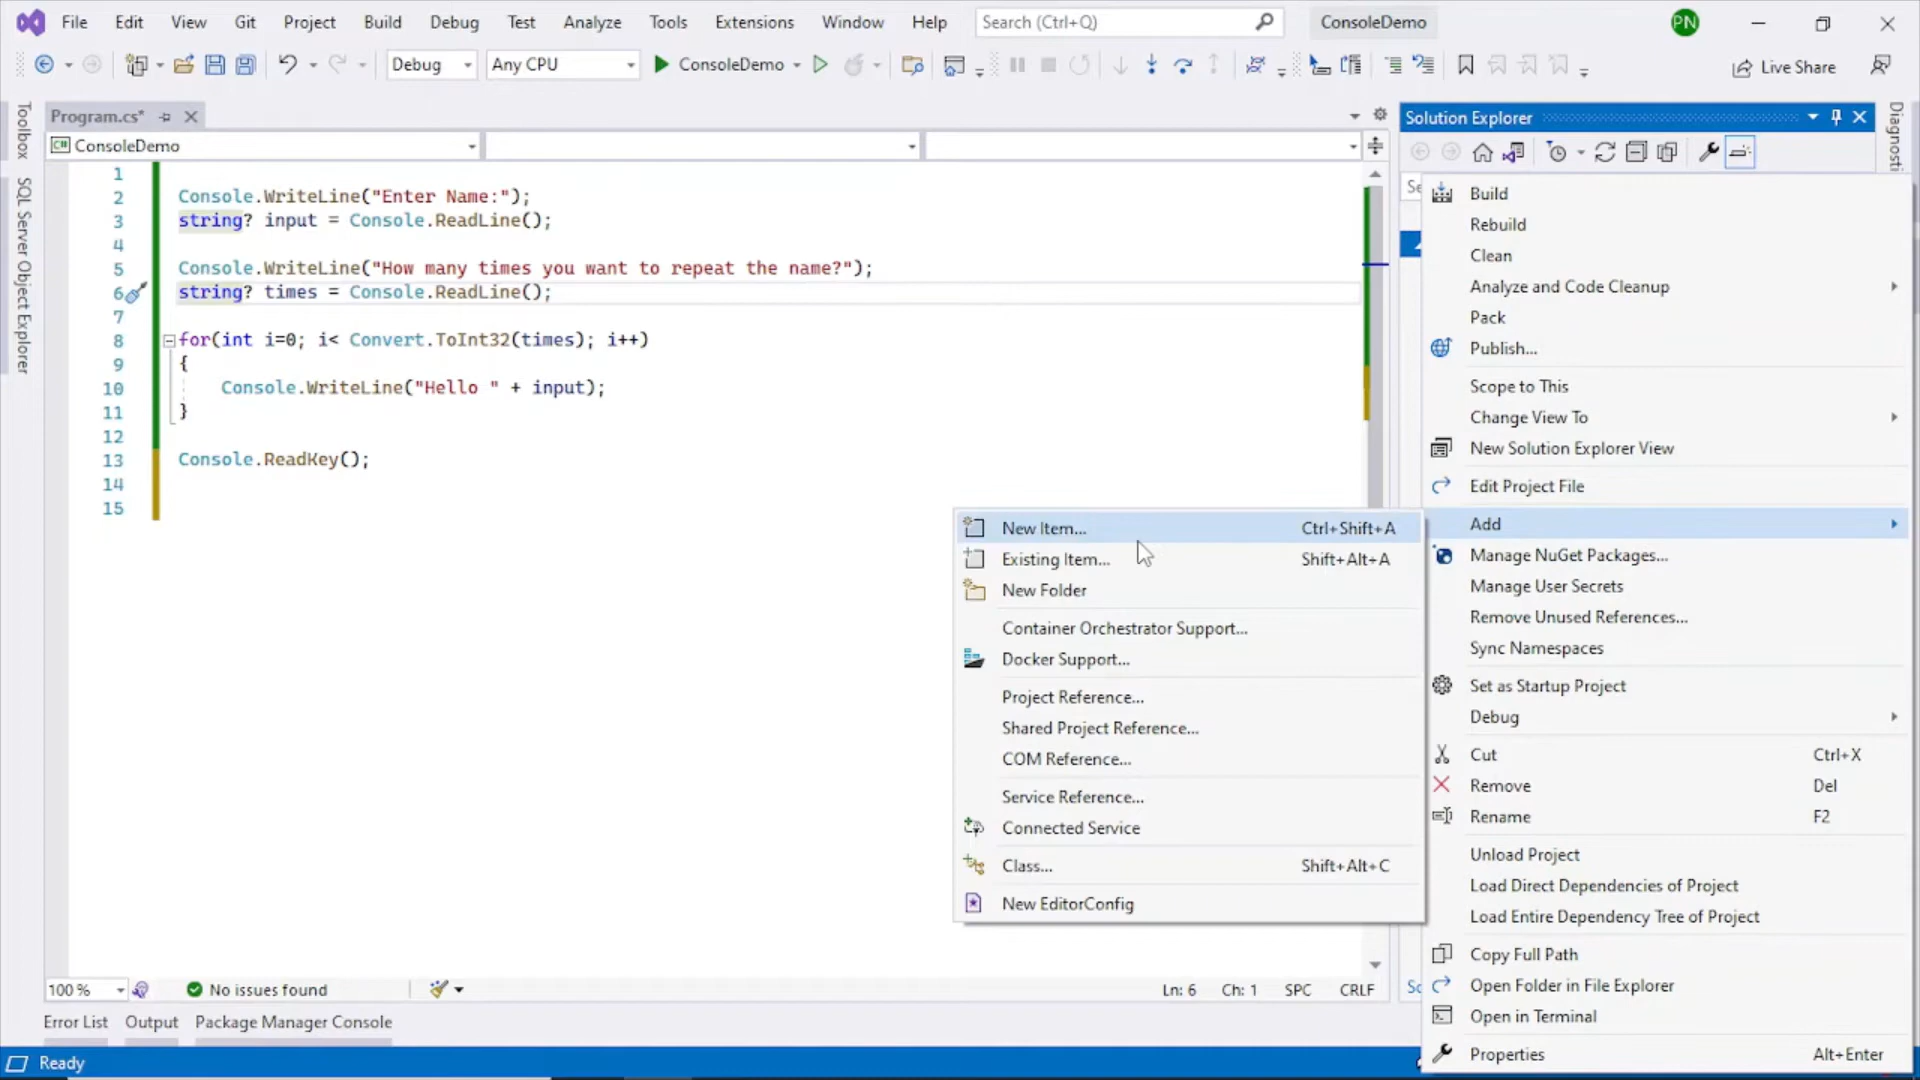 File Edit View Git Project Build Debug Test Analyze Tools Extensions Window Help Search (Ctrl+Q) ConsoleDemo PN
Debug Any CPU ConsoleDemo Live Share
Toolbox
SQL Server Object Explorer
Program.cs*
C# ConsoleDemo
1
2 Console.WriteLine("Enter Name:");
3 string? input = Console.ReadLine();
4
5 Console.WriteLine("How many times you want to repeat the name?");
6 string? times = Console.ReadLine();
7
8 for(int i=0; i< Convert.ToInt32(times); i++)
9 {
10 Console.WriteLine("Hello " + input);
11 }
12
13 Console.ReadKey();
14
15
New Item... Ctrl+Shift+A
Existing Item... Shift+Alt+A
New Folder
Container Orchestrator Support...
Docker Support...
Project Reference...
Shared Project Reference...
COM Reference...
Service Reference...
Connected Service
Class... Shift+Alt+C
New EditorConfig
Solution Explorer
Diagnosti
Se
Build
Rebuild
Clean
Analyze and Code Cleanup
Pack
Publish...
Scope to This
Change View To
New Solution Explorer View
Edit Project File
Add
Manage NuGet Packages...
Manage User Secrets
Remove Unused References...
Sync Namespaces
Set as Startup Project
Debug
Cut Ctrl+X
Remove Del
Rename F2
Unload Project
Load Direct Dependencies of Project
Load Entire Dependency Tree of Project
Copy Full Path
Open Folder in File Explorer
Open in Terminal
Properties Alt+Enter
100 % No issues found Ln: 6 Ch: 1 SPC CRLF So
Error List Output Package Manager Console
Ready